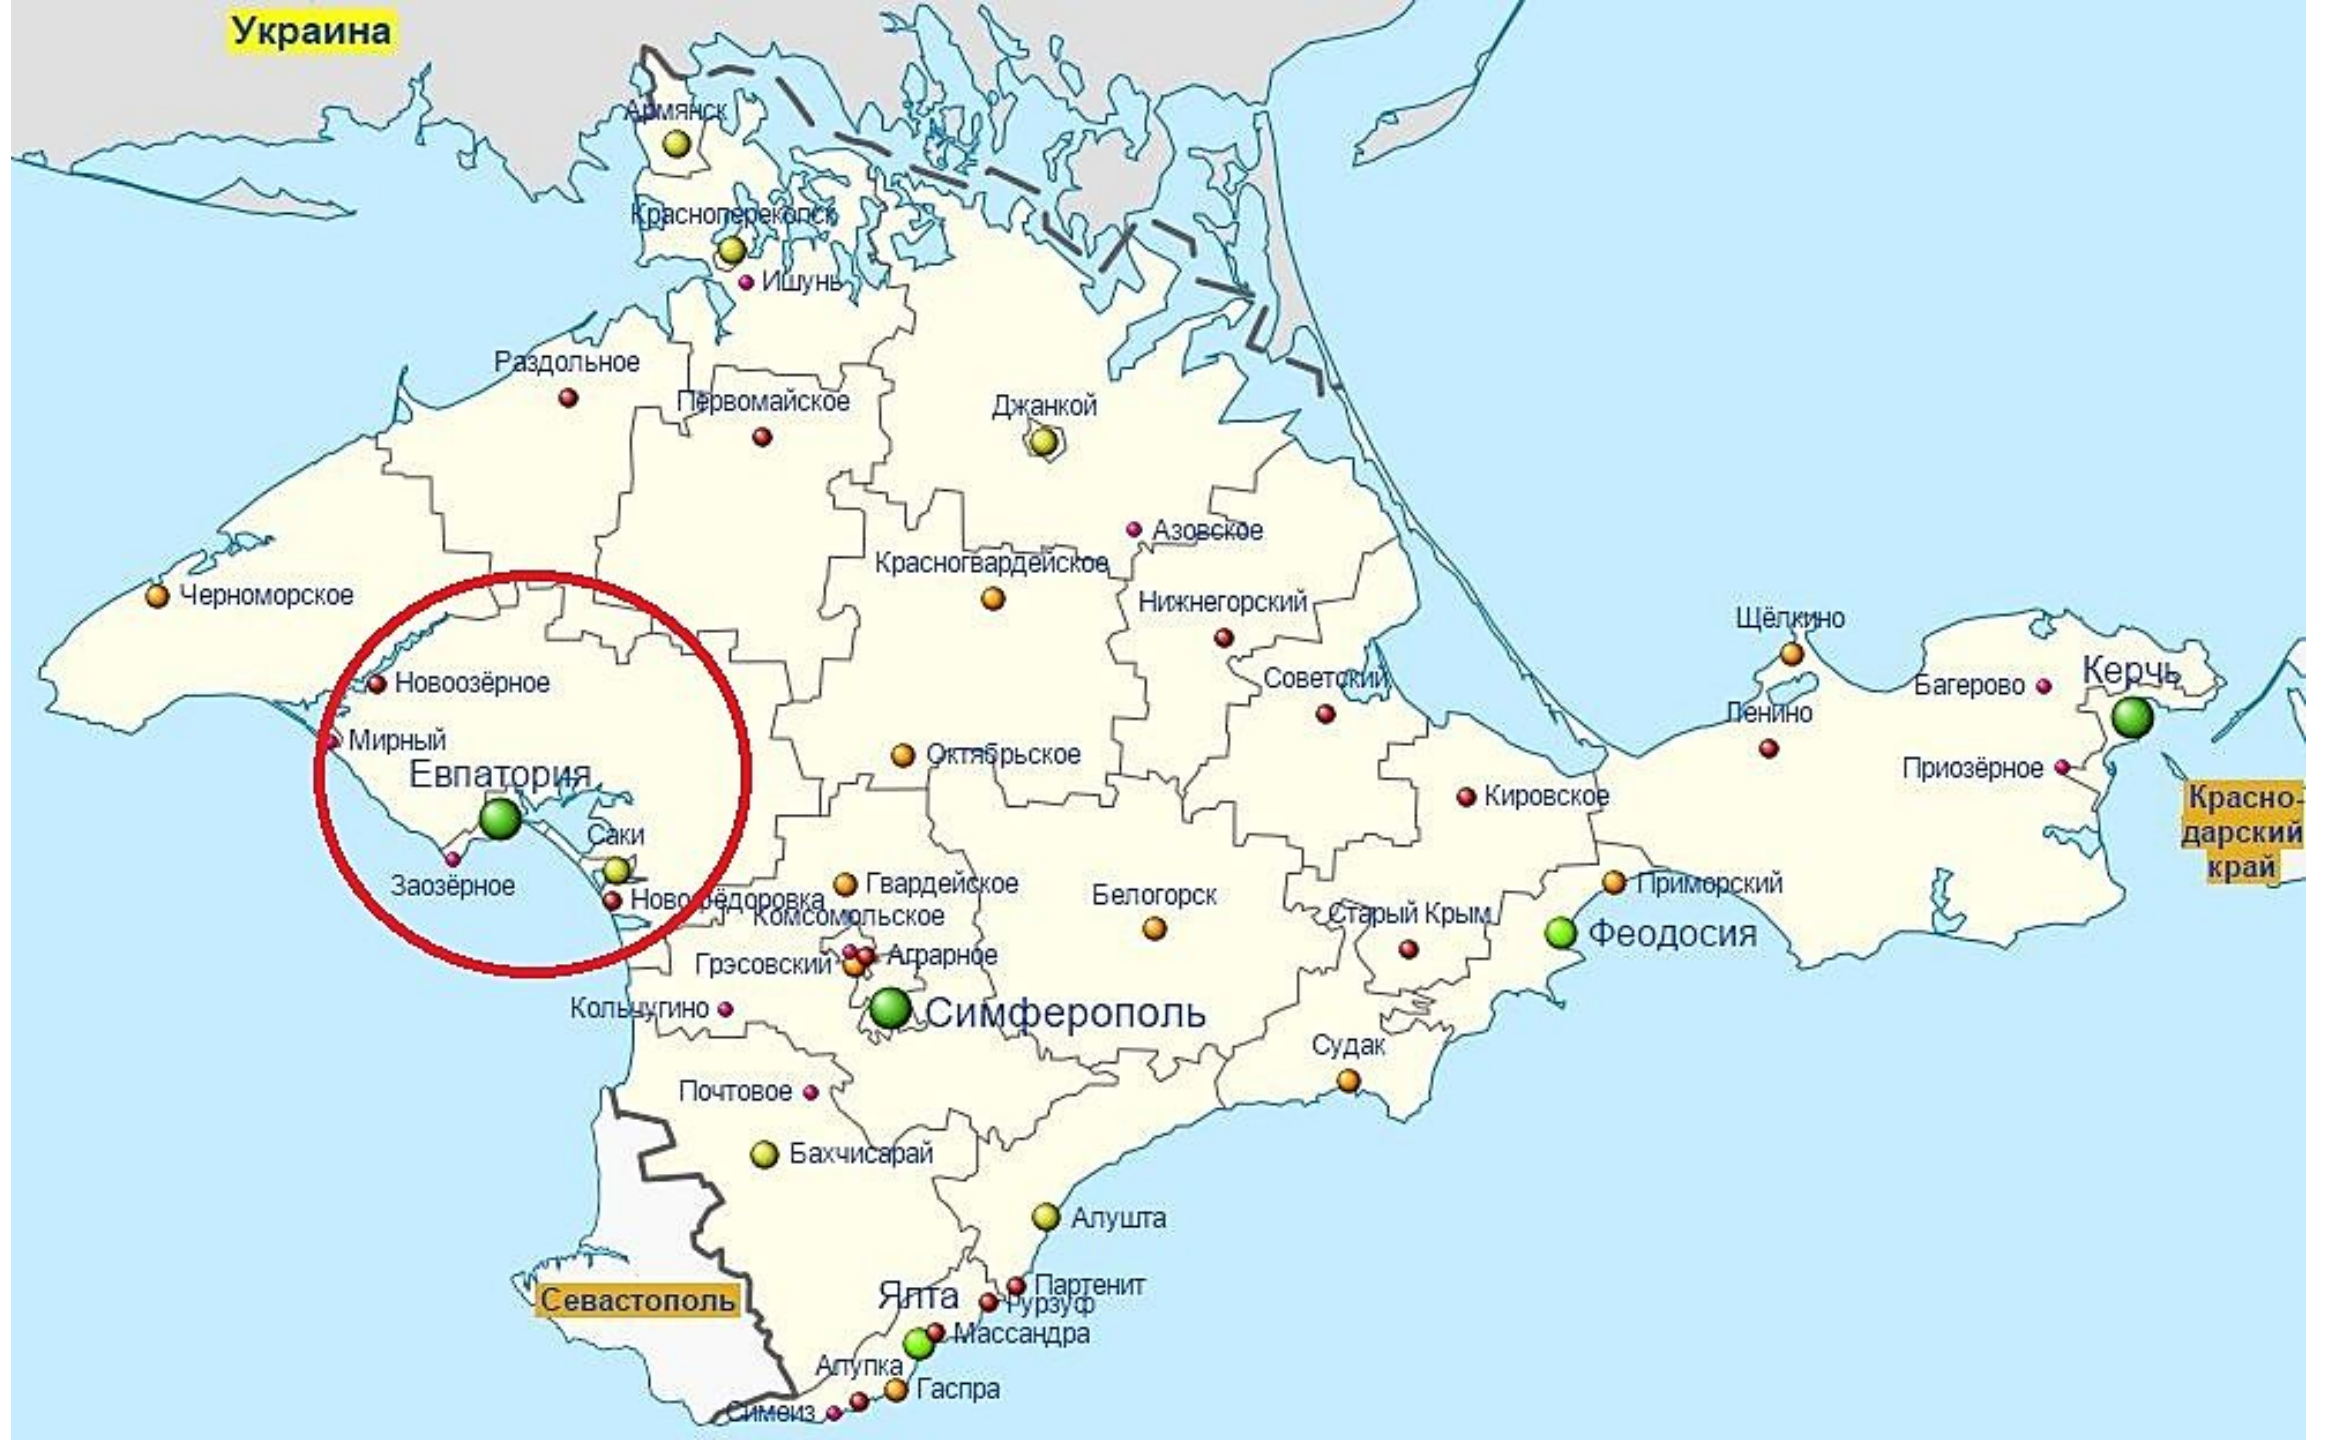 Украина
Армянск
Красноперекопск
Ишунь
Раздольное
Первомайское
Джанкой
Азовское
Красногвардейское
Черноморское
Нижнегорский
Щёлкино
Новоозёрное
Советский
Багерово
Керчь
Ленино
Мирный
Октябрьское
Приозёрное
Евпатория
Кировское
Красно-
дарский
край
Саки
Заозёрное
Новофёдоровка
Гвардейское
Белогорск
Приморский
Комсомольское
Старый Крым
Феодосия
Грэсовский
Аграрное
Кольчугино
Симферополь
Судак
Почтовое
Бахчисарай
Алушта
Севастополь
Ялта
Партенит
Гурзуф
Массандра
Алупка
Гаспра
Симеиз